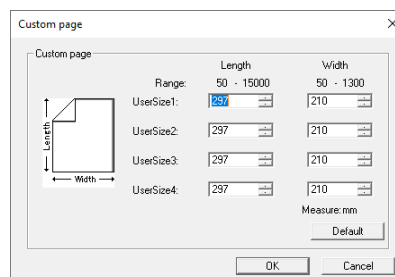 Custom page
Custom page
Length Width
Range: 50 - 15000 50 - 1300
UserSize1: 297 210
UserSize2: 297 210
UserSize3: 297 210
UserSize4: 297 210
Length
Width
Measure: mm
Default
OK Cancel